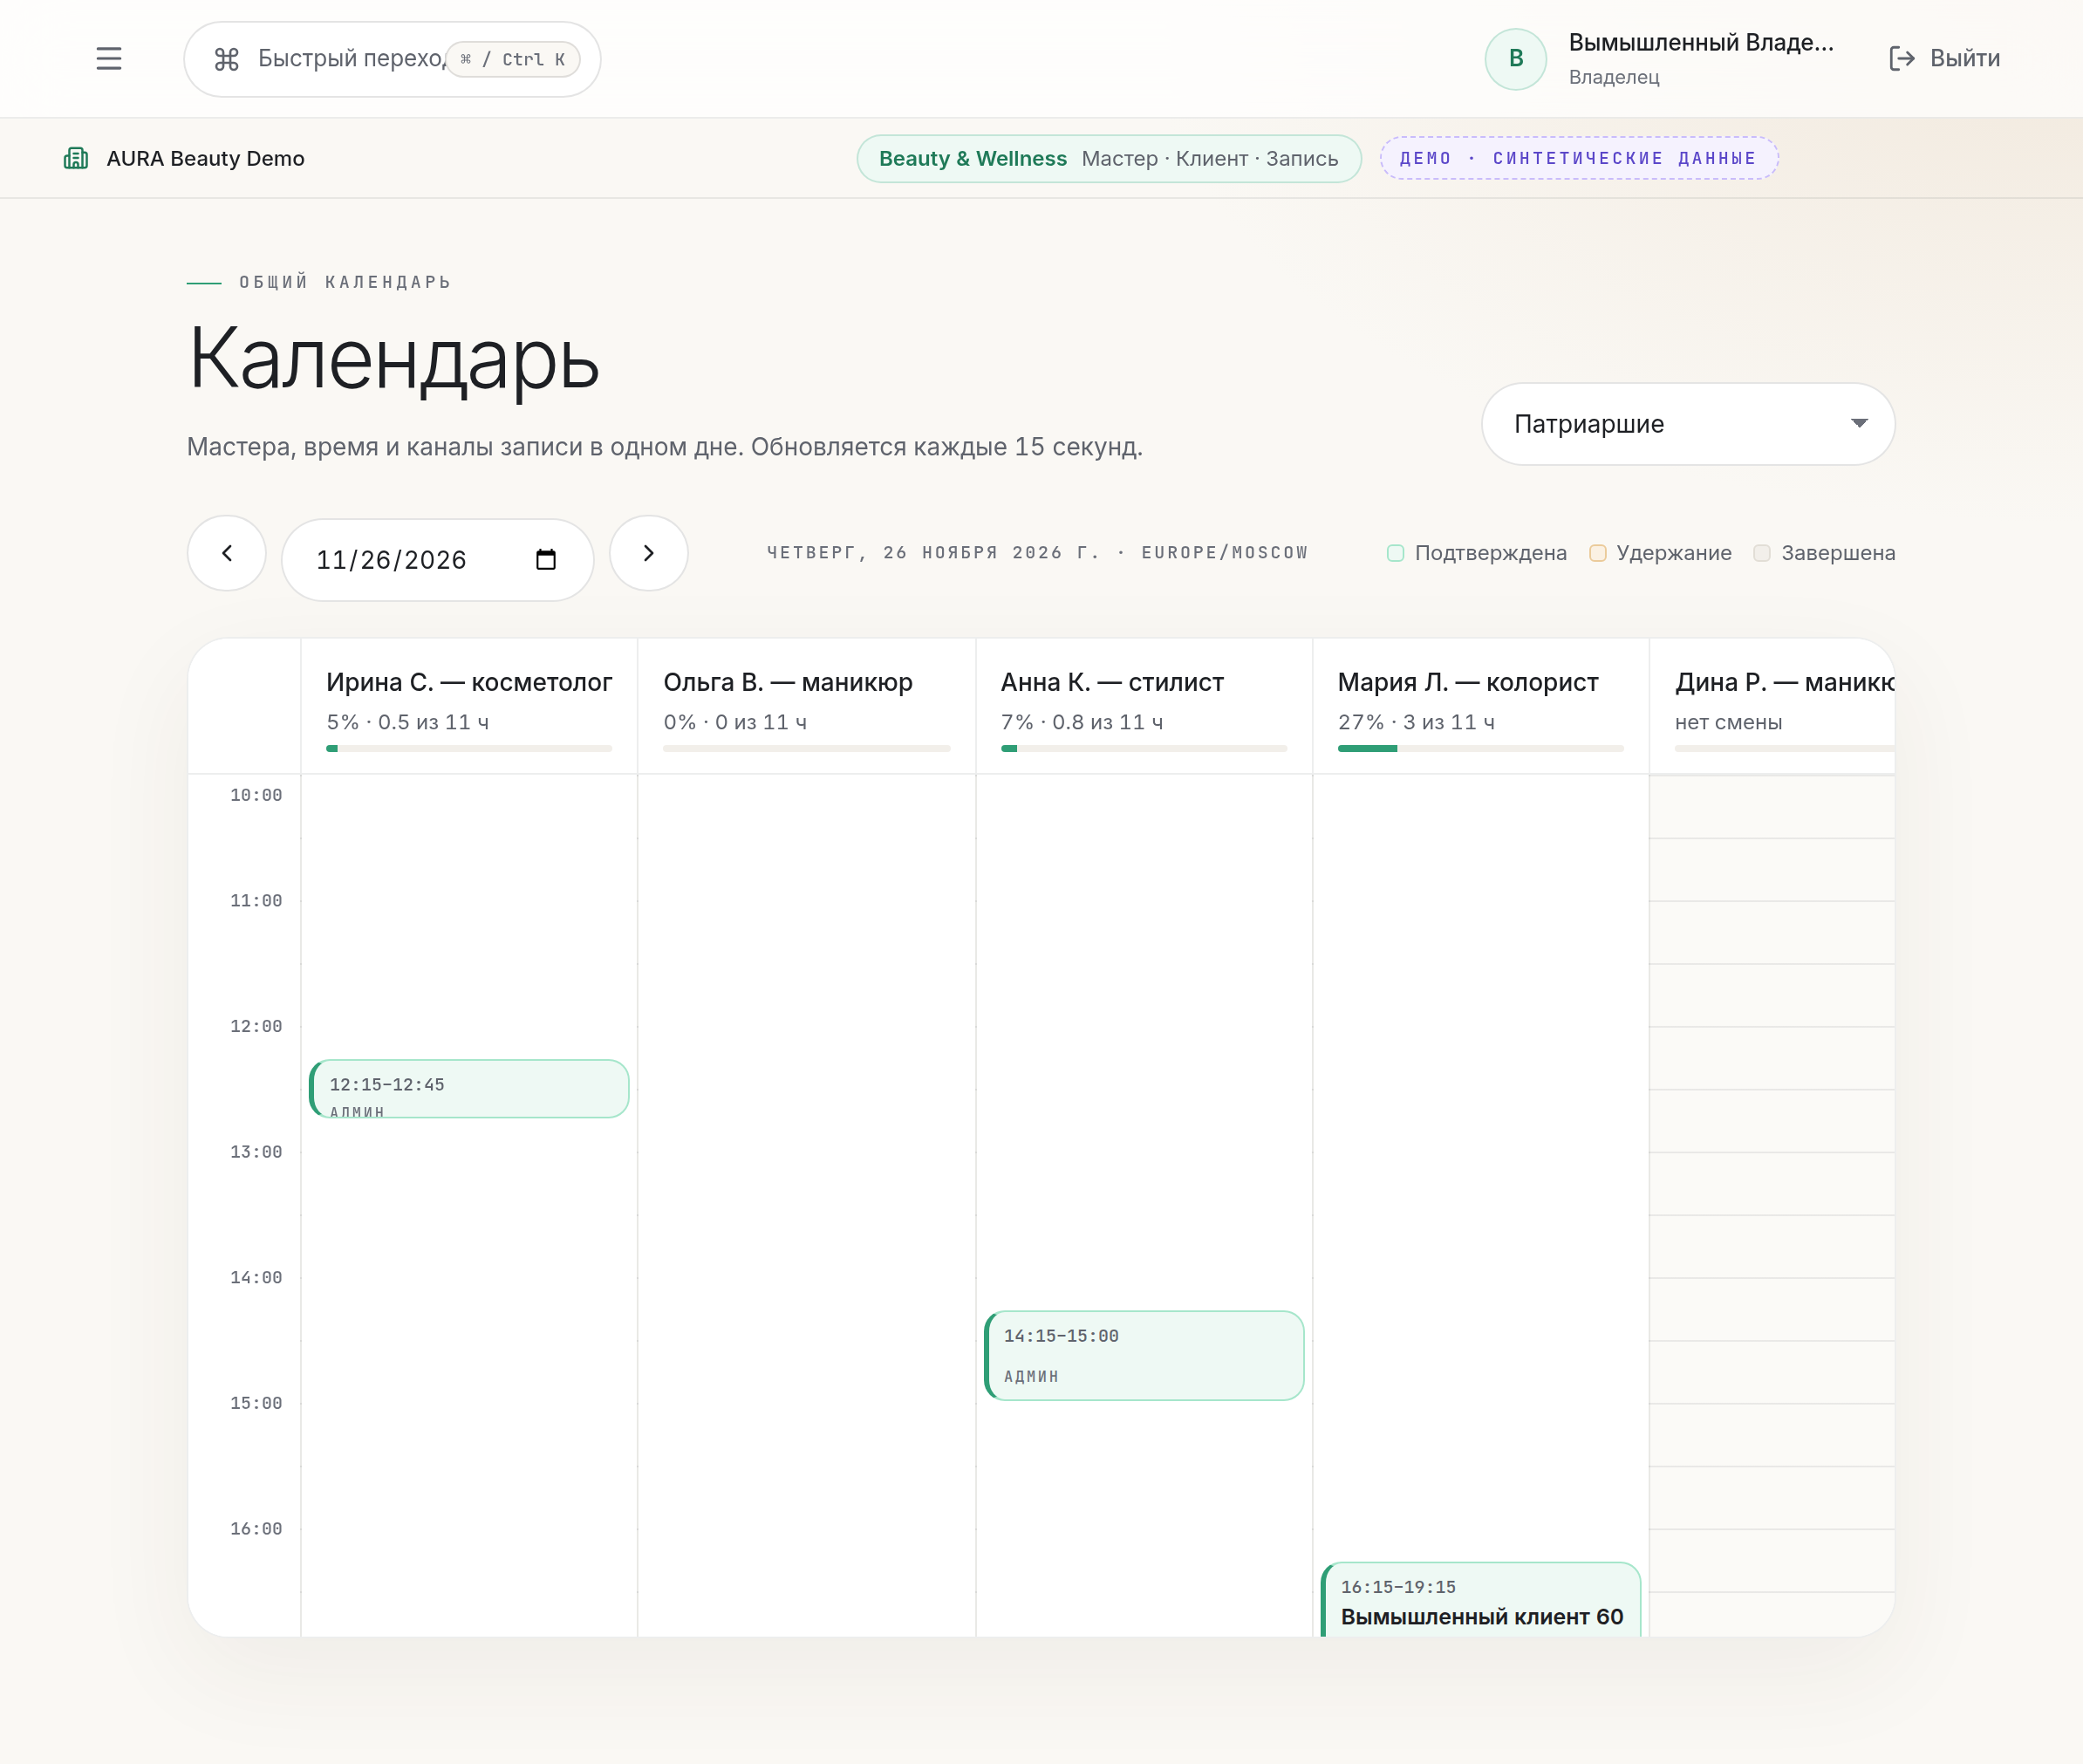 Быстрый переход
⌘ / Ctrl K
В
Вымышленный Владе...
Владелец
Выйти
AURA Beauty Demo
Beauty & Wellness Мастер · Клиент · Запись
ДЕМО · СИНТЕТИЧЕСКИЕ ДАННЫЕ
ОБЩИЙ КАЛЕНДАРЬ
Календарь
Мастера, время и каналы записи в одном дне. Обновляется каждые 15 секунд.
Патриаршие
11/26/2026
ЧЕТВЕРГ, 26 НОЯБРЯ 2026 Г. · EUROPE/MOSCOW
Подтверждена
Удержание
Завершена
Ирина С. — косметолог
5% · 0.5 из 11 ч
Ольга В. — маникюр
0% · 0 из 11 ч
Анна К. — стилист
7% · 0.8 из 11 ч
Мария Л. — колорист
27% · 3 из 11 ч
Дина Р. — маникю
нет смены
10:00
11:00
12:00
12:15–12:45
АДМИН
13:00
14:00
14:15–15:00
АДМИН
15:00
16:00
16:15–19:15
Вымышленный клиент 60